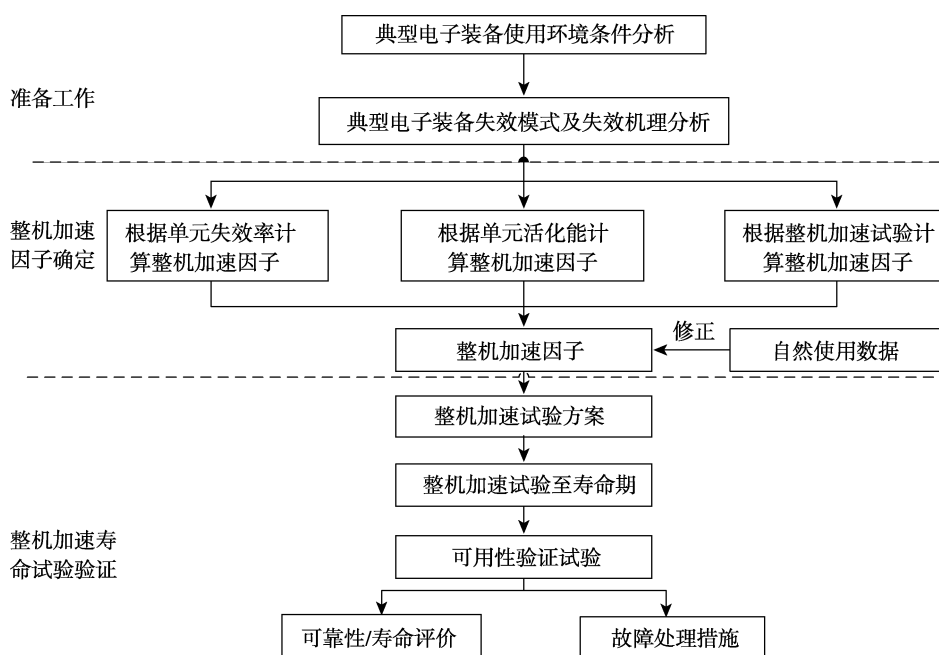 典型电子装备使用环境条件分析
准备工作
典型电子装备失效模式及失效机理分析
整机加速
因子确定
根据单元失效率计
算整机加速因子
根据单元活化能计
算整机加速因子
根据整机加速试验计
算整机加速因子
整机加速因子
修正
自然使用数据
整机加速试验方案
整机加速试验至寿命期
整机加速寿
命试验验证
可用性验证试验
可靠性/寿命评价
故障处理措施